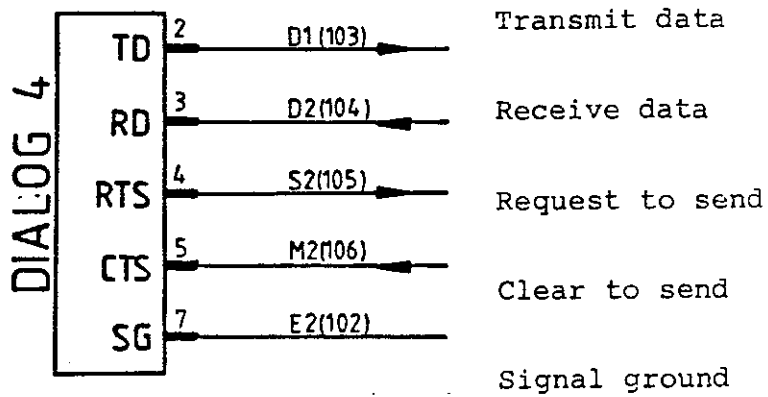 DIALOG 4
TD 2 D1(103) Transmit data
RD 3 D2(104) Receive data
RTS 4 S2(105) Request to send
CTS 5 M2(106) Clear to send
SG 7 E2(102) Signal ground